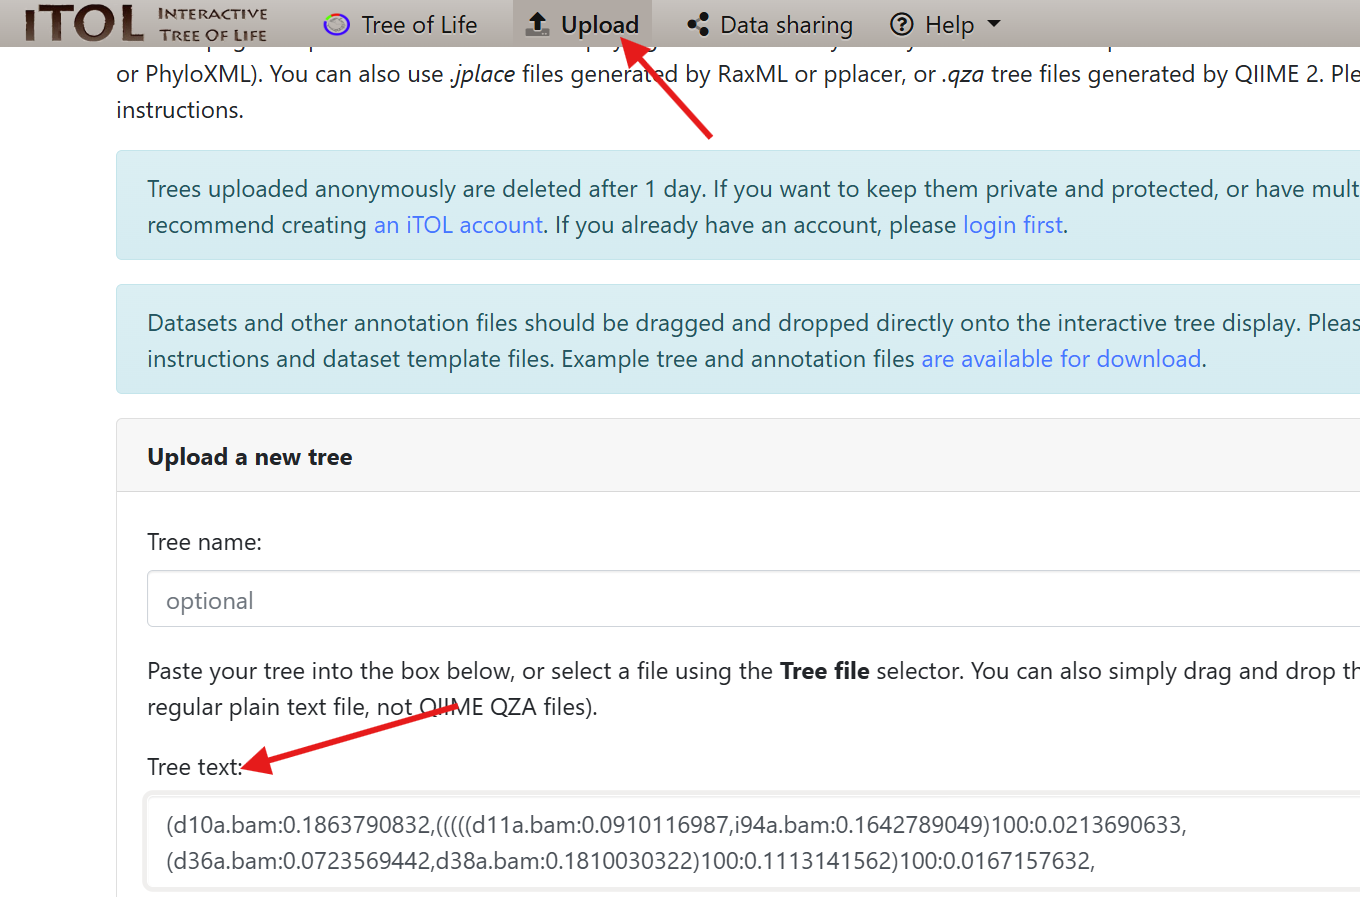 iTOL INTERACTIVE TREE OF LIFE Tree of Life Upload Data sharing Help
or PhyloXML). You can also use .jplace files generated by RaxML or pplacer, or .qza tree files generated by QIIME 2. Ple
instructions.
Trees uploaded anonymously are deleted after 1 day. If you want to keep them private and protected, or have mult
recommend creating an iTOL account. If you already have an account, please login first.
Datasets and other annotation files should be dragged and dropped directly onto the interactive tree display. Pleas
instructions and dataset template files. Example tree and annotation files are available for download.
Upload a new tree
Tree name:
optional
Paste your tree into the box below, or select a file using the Tree file selector. You can also simply drag and drop th
regular plain text file, not QIIME QZA files).
Tree text:
(d10a.bam:0.1863790832,(((((d11a.bam:0.0910116987,i94a.bam:0.1642789049)100:0.0213690633,
(d36a.bam:0.0723569442,d38a.bam:0.1810030322)100:0.1113141562)100:0.0167157632,